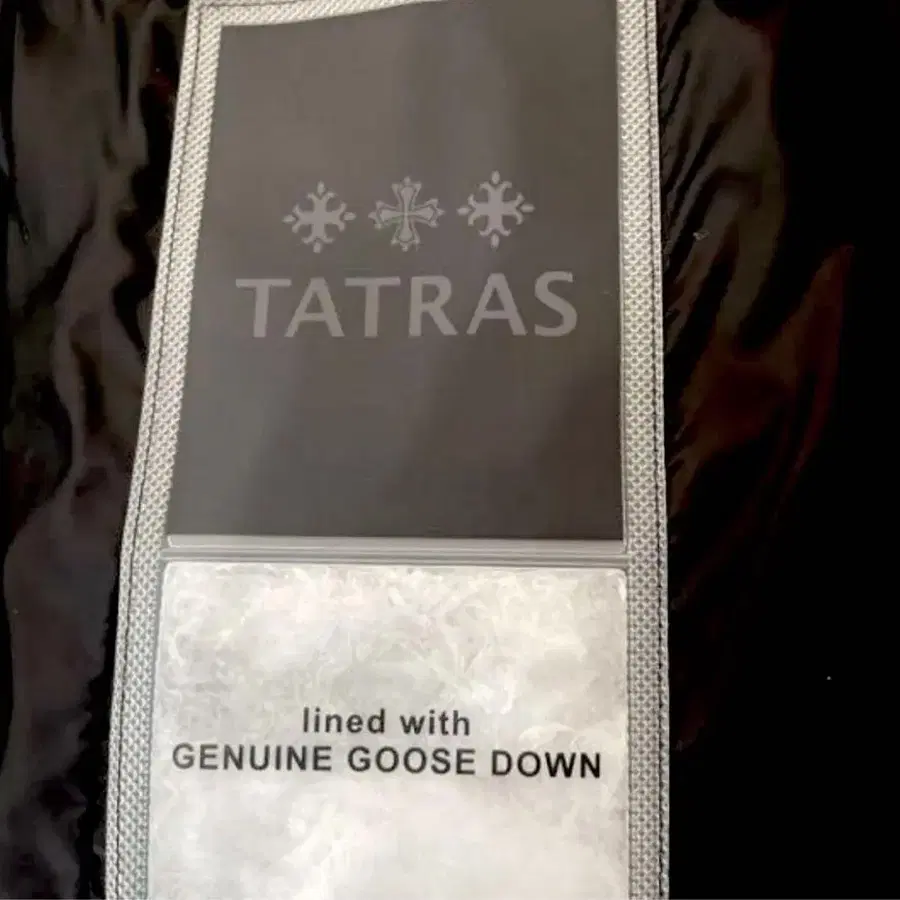 TATRAS
lined with
GENUINE GOOSE DOWN